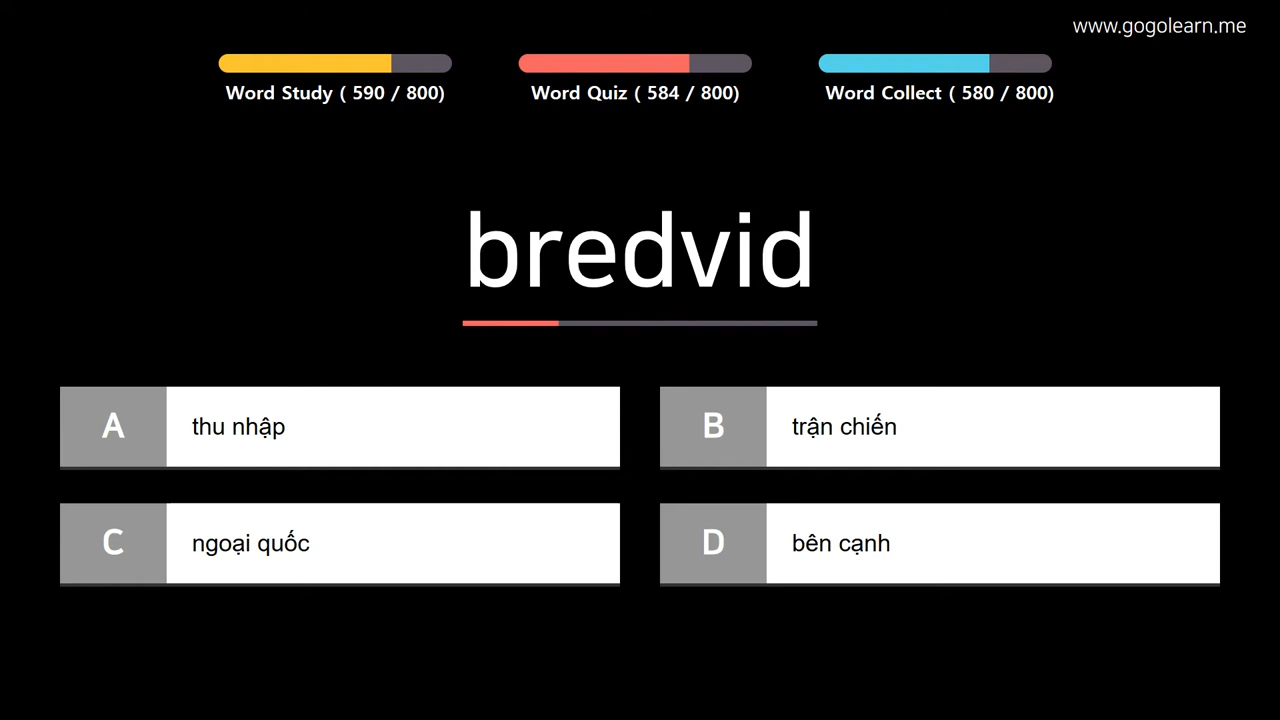 www.gogolearn.me
Word Study ( 590 / 800)
Word Quiz ( 584 / 800)
Word Collect ( 580 / 800)
bredvid
A thu nhập
B trận chiến
C ngoại quốc
D bên cạnh